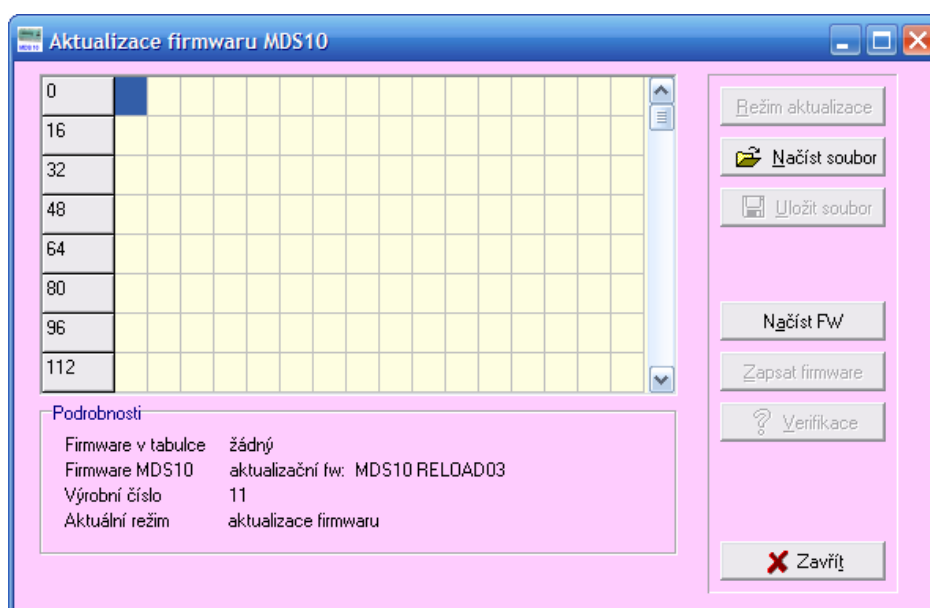 Aktualizace firmwaru MDS10
0
16
32
48
64
80
96
112
Režim aktualizace
Načíst soubor
Uložit soubor
Načíst FW
Zapsat firmware
Verifikace
Zavřít
Podrobnosti
Firmware v tabulce žádný
Firmware MDS10 aktualizační fw: MDS10 RELOAD03
Výrobní číslo 11
Aktuální režim aktualizace firmwaru